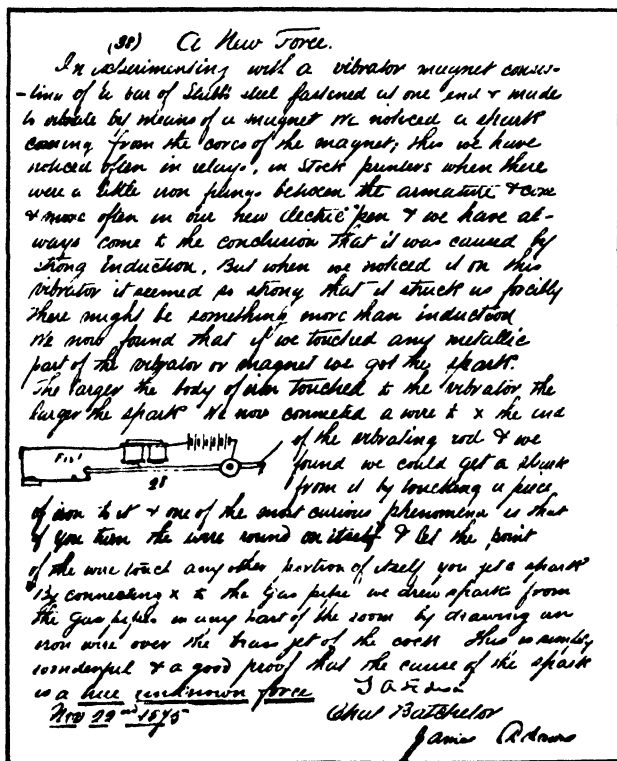 (38) A New Force.
In experimenting with a vibrator magnet consis-
-ting of a bar of Stubb's steel fastened at one end & made
to vibrate by means of a magnet we noticed a spark
coming from the cores of the magnet; this we have
noticed often in relays, in Stock printers when there
were a little iron filings between the armature & core
& more often in our new electric pen & we have al-
ways come to the conclusion that it was caused by
strong induction. But when we noticed it on this
vibrator it seemed so strong that it struck us forcibly
there might be something more than induction
We now found that if we touched any metallic
part of the vibrator or magnet we got the spark.
The larger the body of iron touched to the vibrator the
larger the spark We now connected a wire to x the end
of the vibrating rod & we
found we could get a spark
from it by touching a piece
Fig 1
28
of iron to it & one of the most curious phenomena is that
if you turn the wire round on itself & let the point
of the wire touch any other portion of itself you get a spark
By connecting x to the Gas pipe we drew sparks from
the Gas pipes in any part of the room by drawing an
iron wire over the brass jet of the cock This is simply
wonderful & a good proof that the cause of the spark
is a new unknown force
T A Edison
Nov 22nd 1875
Chas Batchelor
James Adams